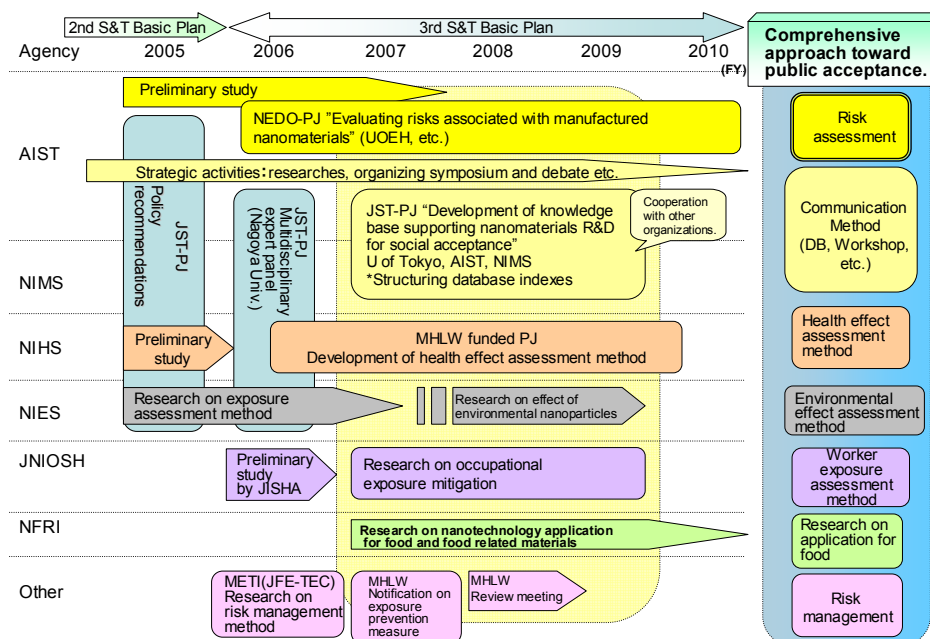 2nd S&T Basic Plan
3rd S&T Basic Plan
Agency
2005
2006
2007
2008
2009
2010
(FY)
Comprehensive
approach toward
public acceptance.
AIST
Preliminary study
NEDO-PJ "Evaluating risks associated with manufactured
nanomaterials" (UOEH, etc.)
Risk
assessment
Strategic activities：researches, organizing symposium and debate etc.
JST-PJ
Policy
recommendations
JST-PJ
Multidisciplinary
expert panel
(Nagoya Univ.)
JST-PJ "Development of knowledge
base supporting nanomaterials R&D
for social acceptance"
U of Tokyo, AIST, NIMS
*Structuring database indexes
Cooperation
with other
organizations.
Communication
Method
(DB, Workshop,
etc.)
NIMS
NIHS
Preliminary
study
MHLW funded PJ
Development of health effect assessment method
Health effect
assessment
method
NIES
Research on exposure
assessment method
Research on effect of
environmental nanoparticles
Environmental
effect assessment
method
JNIOSH
Preliminary
study
by JISHA
Research on occupational
exposure mitigation
Worker
exposure
assessment
method
NFRI
Research on nanotechnology application
for food and food related materials
Research on
application for
food
Other
METI(JFE-TEC)
Research on
risk management
method
MHLW
Notification on
exposure
prevention
measure
MHLW
Review meeting
Risk
management